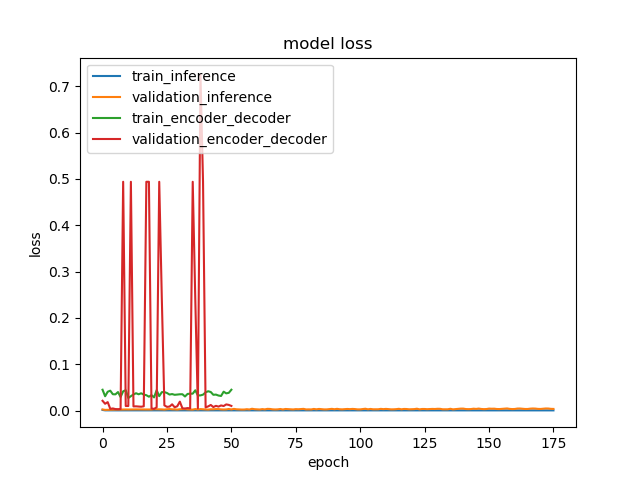 model loss
train_inference
validation_inference
train_encoder_decoder
validation_encoder_decoder
0.7
0.6
0.5
0.4
0.3
0.2
0.1
0.0
loss
0 25 50 75 100 125 150 175
epoch